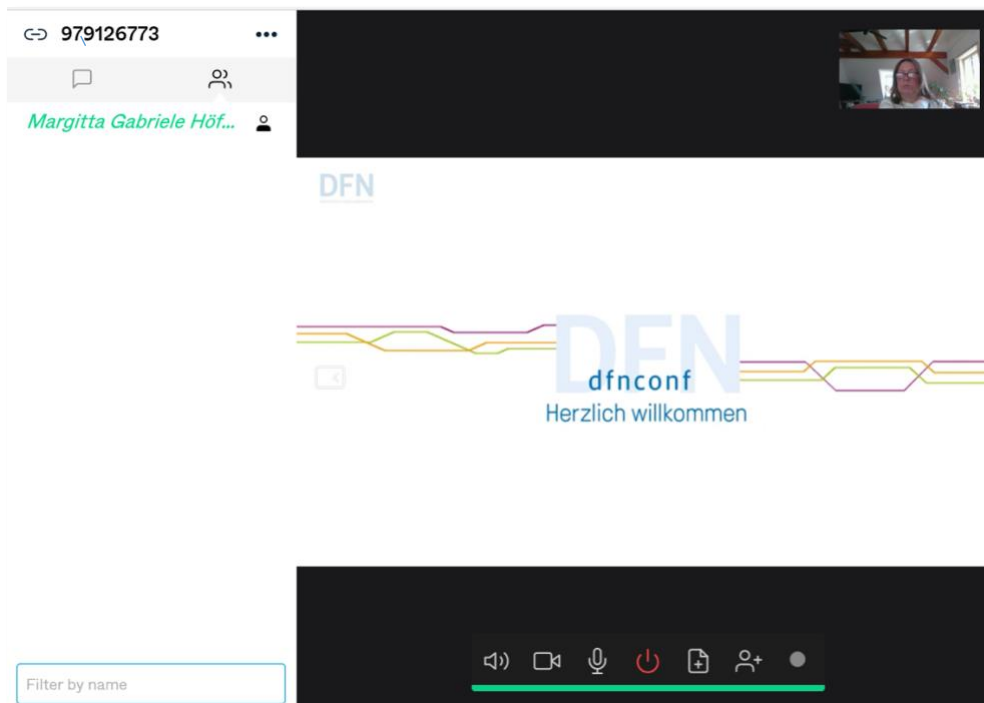 979126773
Margitta Gabriele Höf...
DFN
DFN
dfnconf
Herzlich willkommen
Filter by name